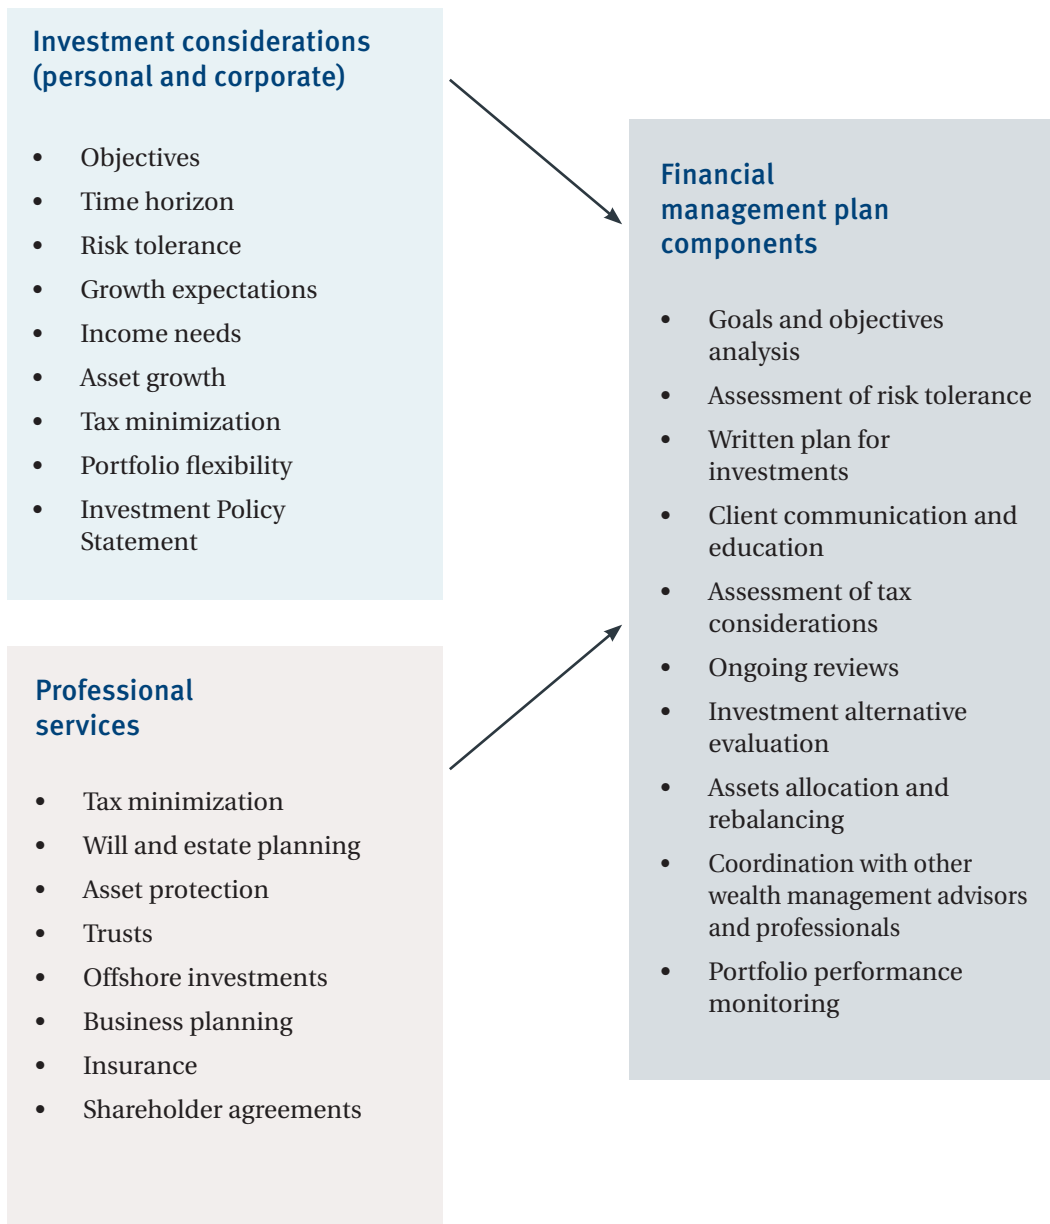 Investment considerations
(personal and corporate)
• Objectives
• Time horizon
• Risk tolerance
• Growth expectations
• Income needs
• Asset growth
• Tax minimization
• Portfolio flexibility
• Investment Policy
Statement
Professional
services
• Tax minimization
• Will and estate planning
• Asset protection
• Trusts
• Offshore investments
• Business planning
• Insurance
• Shareholder agreements
Financial
management plan
components
• Goals and objectives
analysis
• Assessment of risk tolerance
• Written plan for
investments
• Client communication and
education
• Assessment of tax
considerations
• Ongoing reviews
• Investment alternative
evaluation
• Assets allocation and
rebalancing
• Coordination with other
wealth management advisors
and professionals
• Portfolio performance
monitoring